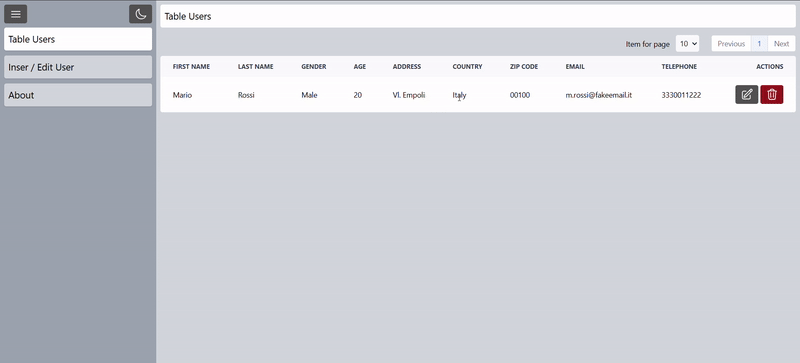 Table Users
Inser / Edit User
About
Table Users
Item for page 10 Previous 1 Next
FIRST NAME LAST NAME GENDER AGE ADDRESS COUNTRY ZIP CODE EMAIL TELEPHONE ACTIONS
Mario Rossi Male 20 Vl. Empoli Italy 00100 m.rossi@fakeemail.it 3330011222